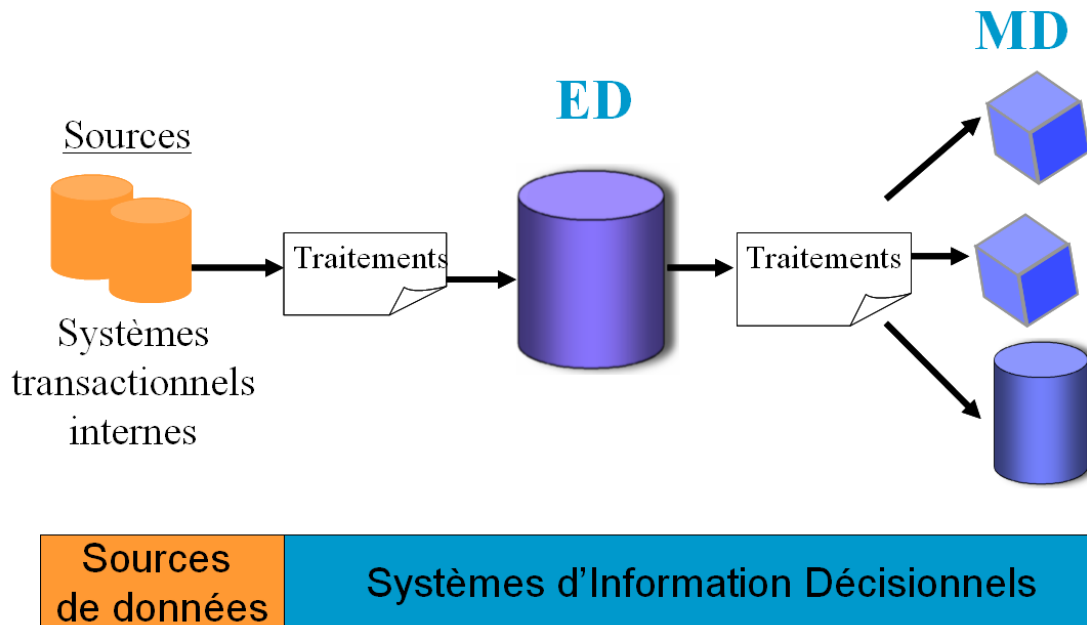 MD
ED
Sources
Traitements
Traitements
Systèmes
transactionnels
internes
Sources
de données
Systèmes d'Information Décisionnels